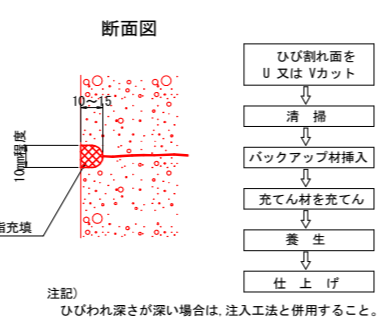 断面図
10～15
10mm程度
脂充填
ひび割れ面を
U 又は Vカット
清 掃
バックアップ材挿入
充てん材を充てん
養 生
仕 上 げ
注記)
ひびわれ深さが深い場合は,注入工法と併用すること。